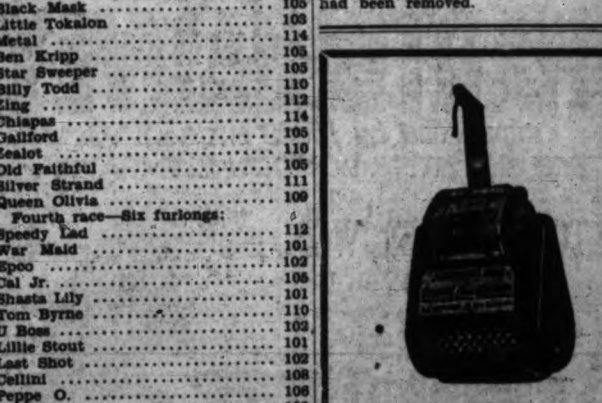 Black Mask .................... 105
Little Tokalon .................... 103
Metal .................... 114
Ben Kripp .................... 105
Star Sweeper .................... 105
Billy Todd .................... 110
Zing .................... 112
Chiapas .................... 114
Gailford .................... 105
Zealot .................... 110
Old Faithful .................... 105
Silver Strand .................... 111
Queen Olivia .................... 109
Fourth race—Six furlongs:
Speedy Lad .................... 112
War Maid .................... 101
Epco .................... 102
Cal Jr. .................... 105
Shasta Lily .................... 101
Tom Byrne .................... 110
U Boss .................... 102
Lillie Stout .................... 101
Last Shot .................... 102
Cellini .................... 108
Peppe O. .................... 106
had been removed.